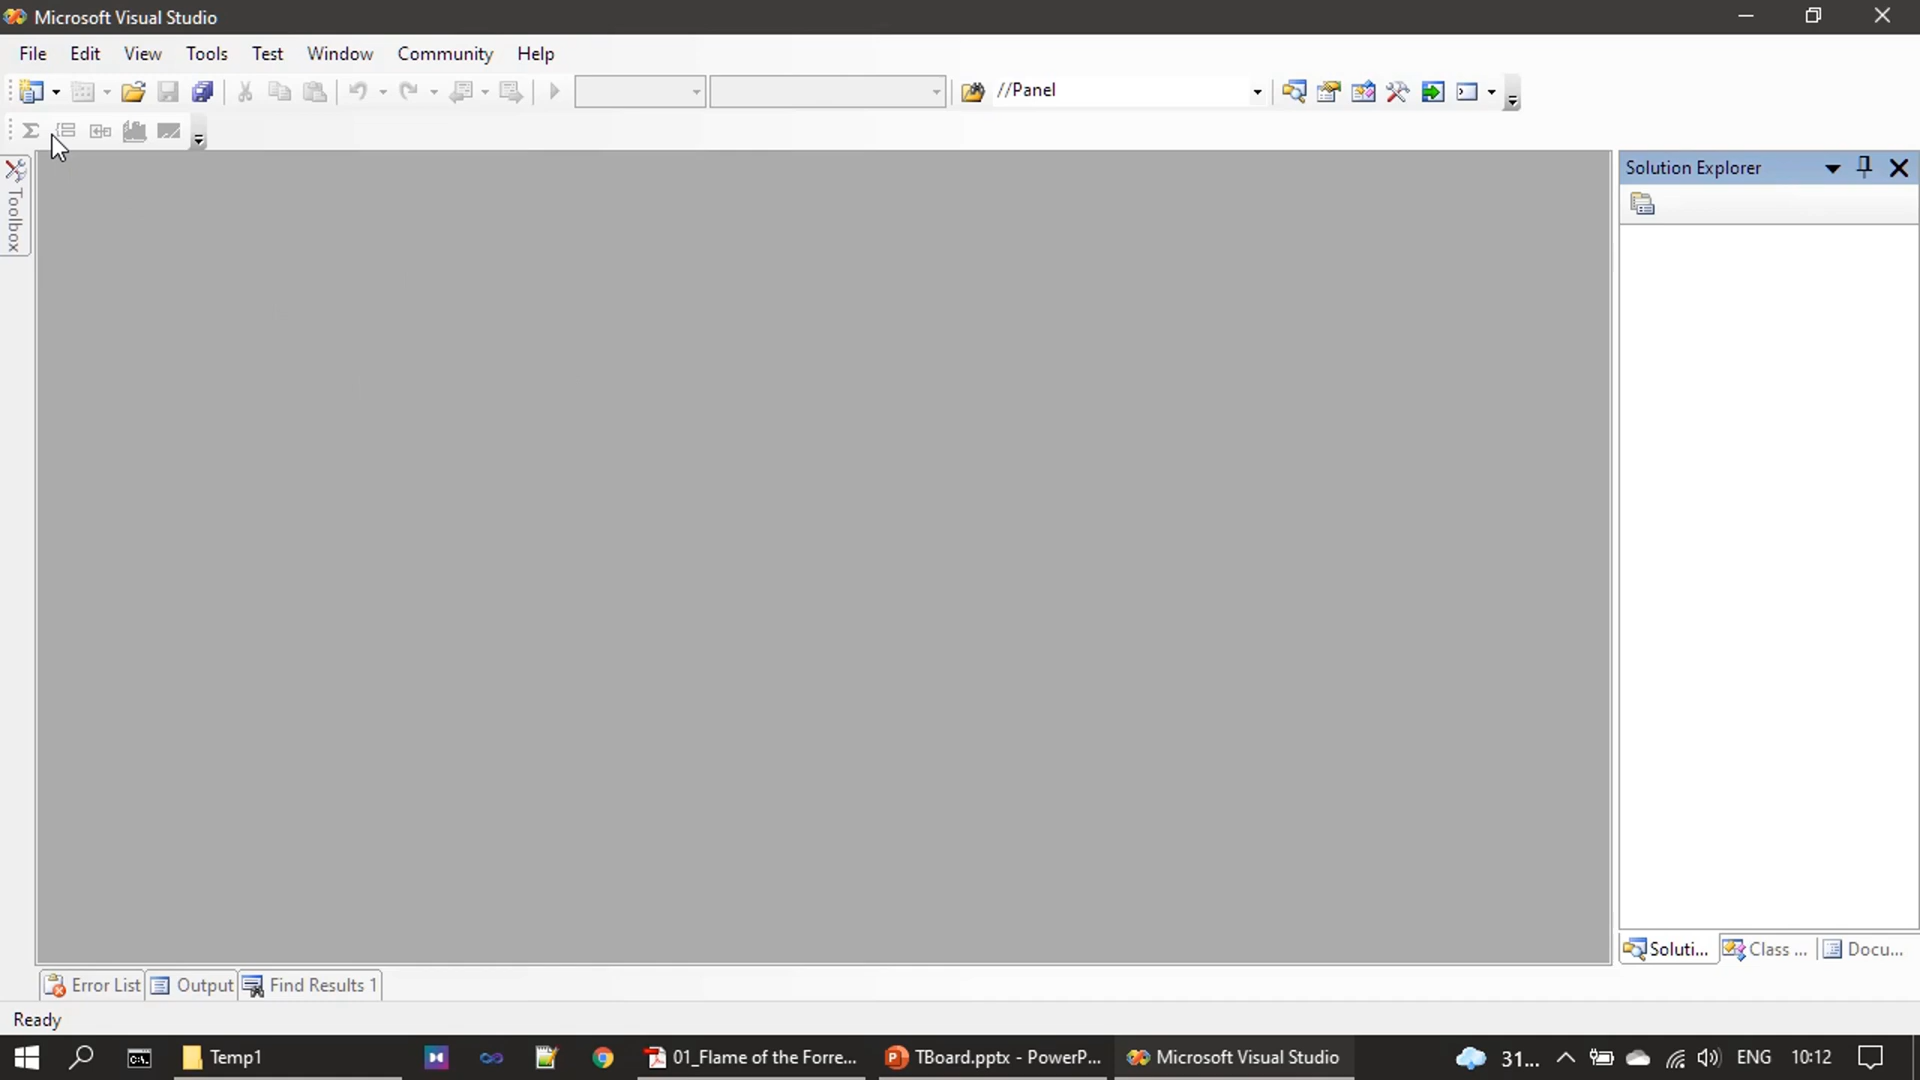 Microsoft Visual Studio
File Edit View Tools Test Window Community Help
//Panel
Toolbox
Solution Explorer
Soluti... Class ... Docu...
Error List Output Find Results 1
Ready
Temp1 01_Flame of the Forre... TBoard.pptx - PowerP... Microsoft Visual Studio 31... ENG 10:12